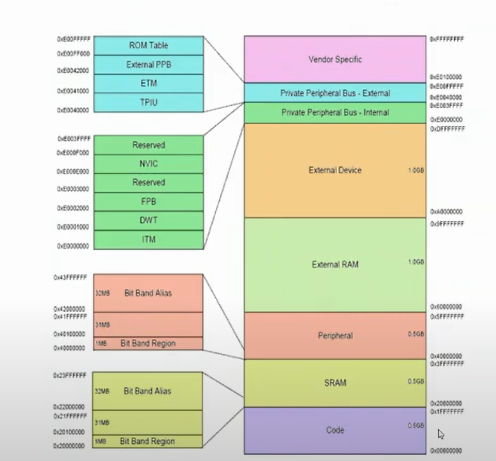 0xE00FFFFF
ROM Table
0xE00FF000
External PPB
0xE0042000
ETM
0xE0041000
TPIU
0xE0040000
0xE003FFFF
Reserved
0xE000F000
NVIC
0xE000E000
Reserved
0xE0003000
FPB
0xE0002000
DWT
0xE0001000
ITM
0xE0000000
0x43FFFFFF
32MB Bit Band Alias
0x42000000
0x41FFFFFF
31MB
0x40100000
1MB Bit Band Region
0x40000000
0x23FFFFFF
32MB Bit Band Alias
0x22000000
0x21FFFFFF
31MB
0x20100000
1MB Bit Band Region
0x20000000
0xFFFFFFFF
Vendor Specific
0xE0100000
0xE00FFFFF
Private Peripheral Bus - External
0xE0040000
0xE003FFFF
Private Peripheral Bus - Internal
0xE0000000
0xDFFFFFFF
External Device 1.0GB
0xA0000000
0x9FFFFFFF
External RAM 1.0GB
0x60000000
0x5FFFFFFF
Peripheral 0.5GB
0x40000000
0x3FFFFFFF
SRAM 0.5GB
0x20000000
0x1FFFFFFF
Code 0.5GB
0x00000000